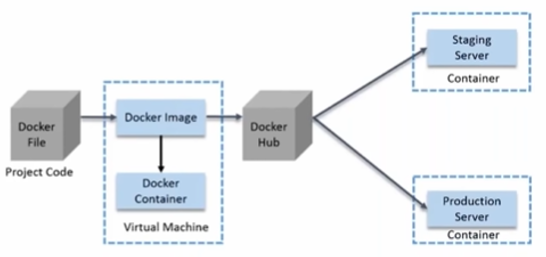 Docker
File
Project Code
Docker Image
Docker
Container
Virtual Machine
Docker
Hub
Staging
Server
Container
Production
Server
Container